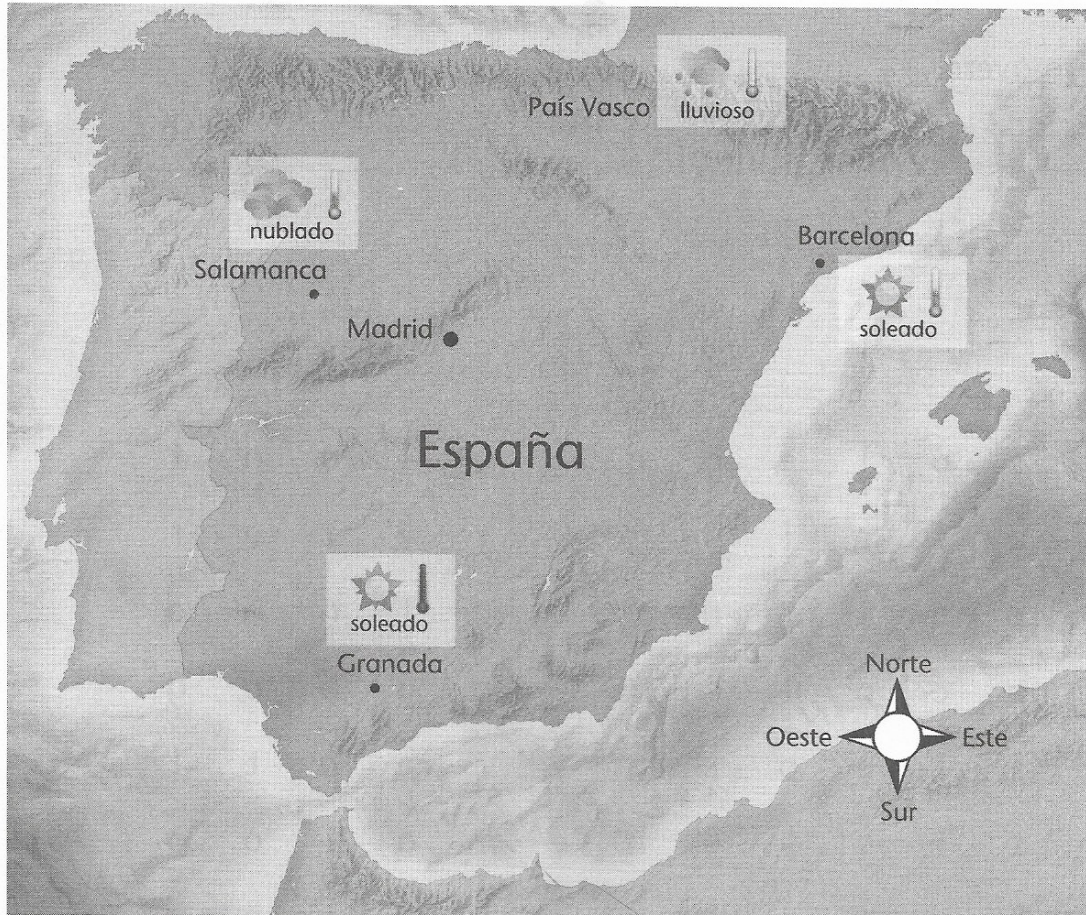 País Vasco
lluvioso
nublado
Salamanca
Barcelona
soleado
Madrid
España
soleado
Granada
Norte
Oeste
Este
Sur